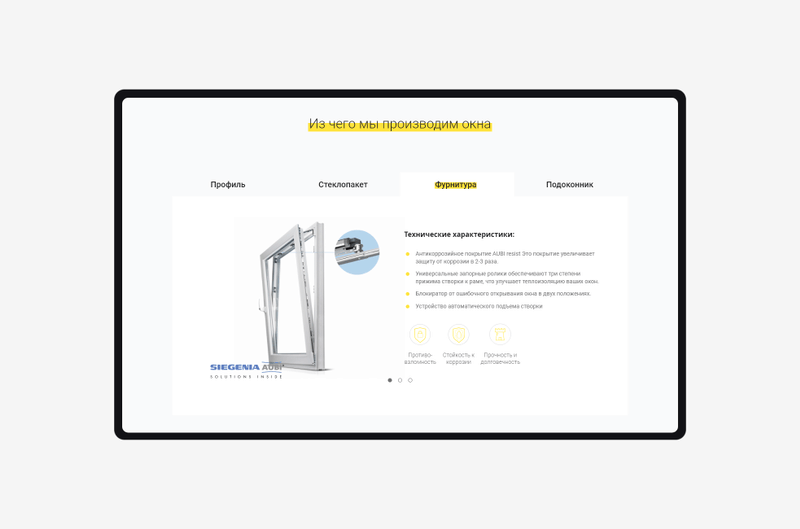 Из чего мы производим окна
Профиль
Стеклопакет
Фурнитура
Подоконник
Технические характеристики:
Антикоррозийное покрытие AUBI resist Это покрытие увеличивает
защиту от коррозии в 2-3 раза.
Универсальные запорные ролики обеспечивают три степени
прижима створки к раме, что улучшает теплоизоляцию ваших окон.
Блокиратор от ошибочного открывания окна в двух положениях.
Устройство автоматического подъема створки
Противо-
взломность
Стойкость к
коррозии
Прочность и
долговечность
SIEGENIA AUBI
SOLUTIONS INSIDE